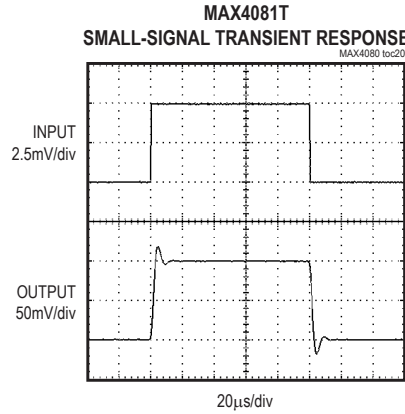 MAX4081T
SMALL-SIGNAL TRANSIENT RESPONSE
MAX4080 toc20
INPUT
2.5mV/div
OUTPUT
50mV/div
20μs/div